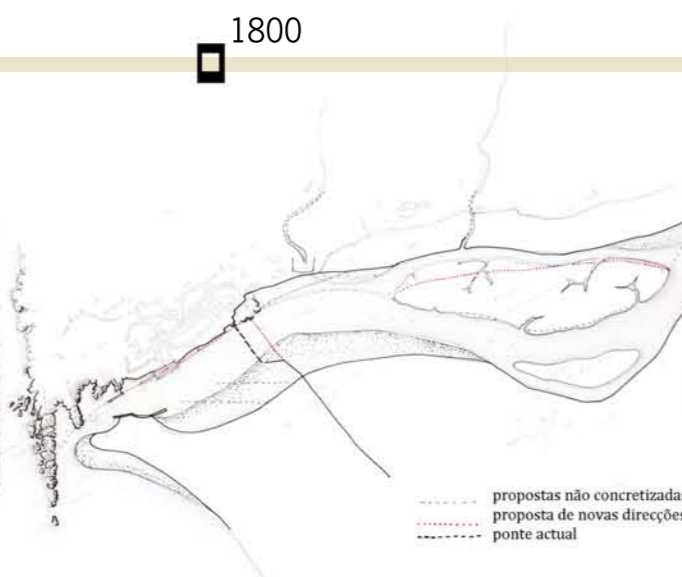 1800
propostas não concretizadas
proposta de novas direcções
ponte actual